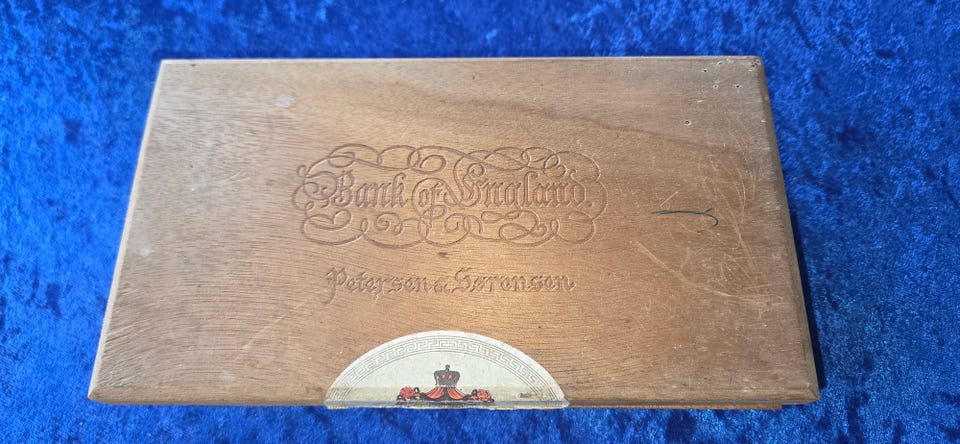 Bank of England.
Petersen & Sørensen